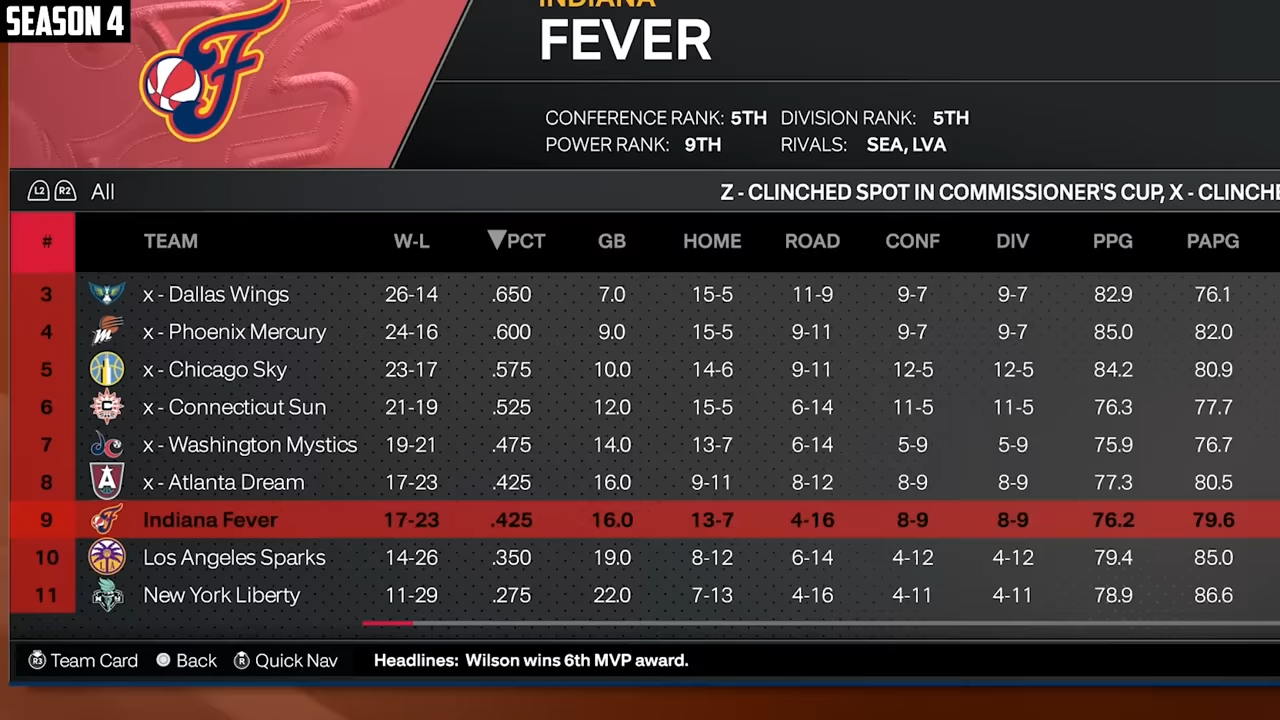 SEASON 4
INDIANA
FEVER
CONFERENCE RANK: 5TH DIVISION RANK: 5TH
POWER RANK: 9TH RIVALS: SEA, LVA
L2 R2 All
Z - CLINCHED SPOT IN COMMISSIONER'S CUP, X - CLINCHE
# TEAM W-L PCT GB HOME ROAD CONF DIV PPG PAPG
3 x - Dallas Wings 26-14 .650 7.0 15-5 11-9 9-7 9-7 82.9 76.1
4 x - Phoenix Mercury 24-16 .600 9.0 15-5 9-11 9-7 9-7 85.0 82.0
5 x - Chicago Sky 23-17 .575 10.0 14-6 9-11 12-5 12-5 84.2 80.9
6 x - Connecticut Sun 21-19 .525 12.0 15-5 6-14 11-5 11-5 76.3 77.7
7 x - Washington Mystics 19-21 .475 14.0 13-7 6-14 5-9 5-9 75.9 76.7
8 x - Atlanta Dream 17-23 .425 16.0 9-11 8-12 8-9 8-9 77.3 80.5
9 Indiana Fever 17-23 .425 16.0 13-7 4-16 8-9 8-9 76.2 79.6
10 Los Angeles Sparks 14-26 .350 19.0 8-12 6-14 4-12 4-12 79.4 85.0
11 New York Liberty 11-29 .275 22.0 7-13 4-16 4-11 4-11 78.9 86.6
R3 Team Card Back R Quick Nav Headlines: Wilson wins 6th MVP award.